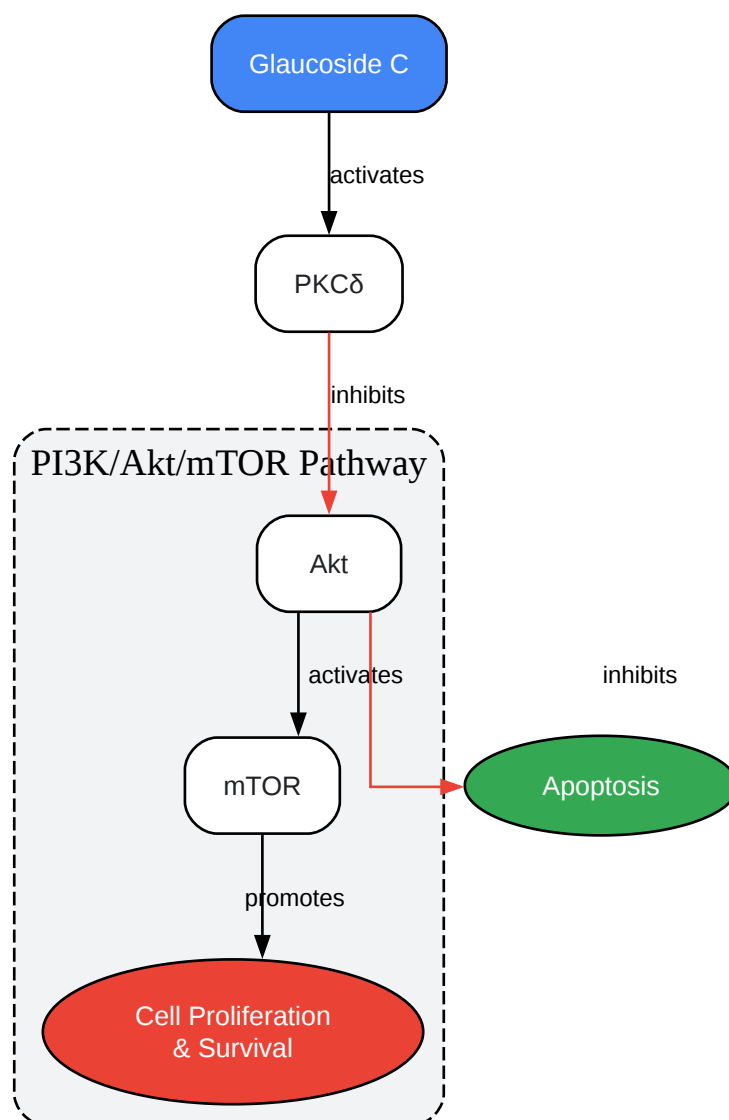 Glaucoside C
activates
PKCδ
inhibits
PI3K/Akt/mTOR Pathway
Akt
activates
inhibits
mTOR
Apoptosis
promotes
Cell Proliferation
& Survival